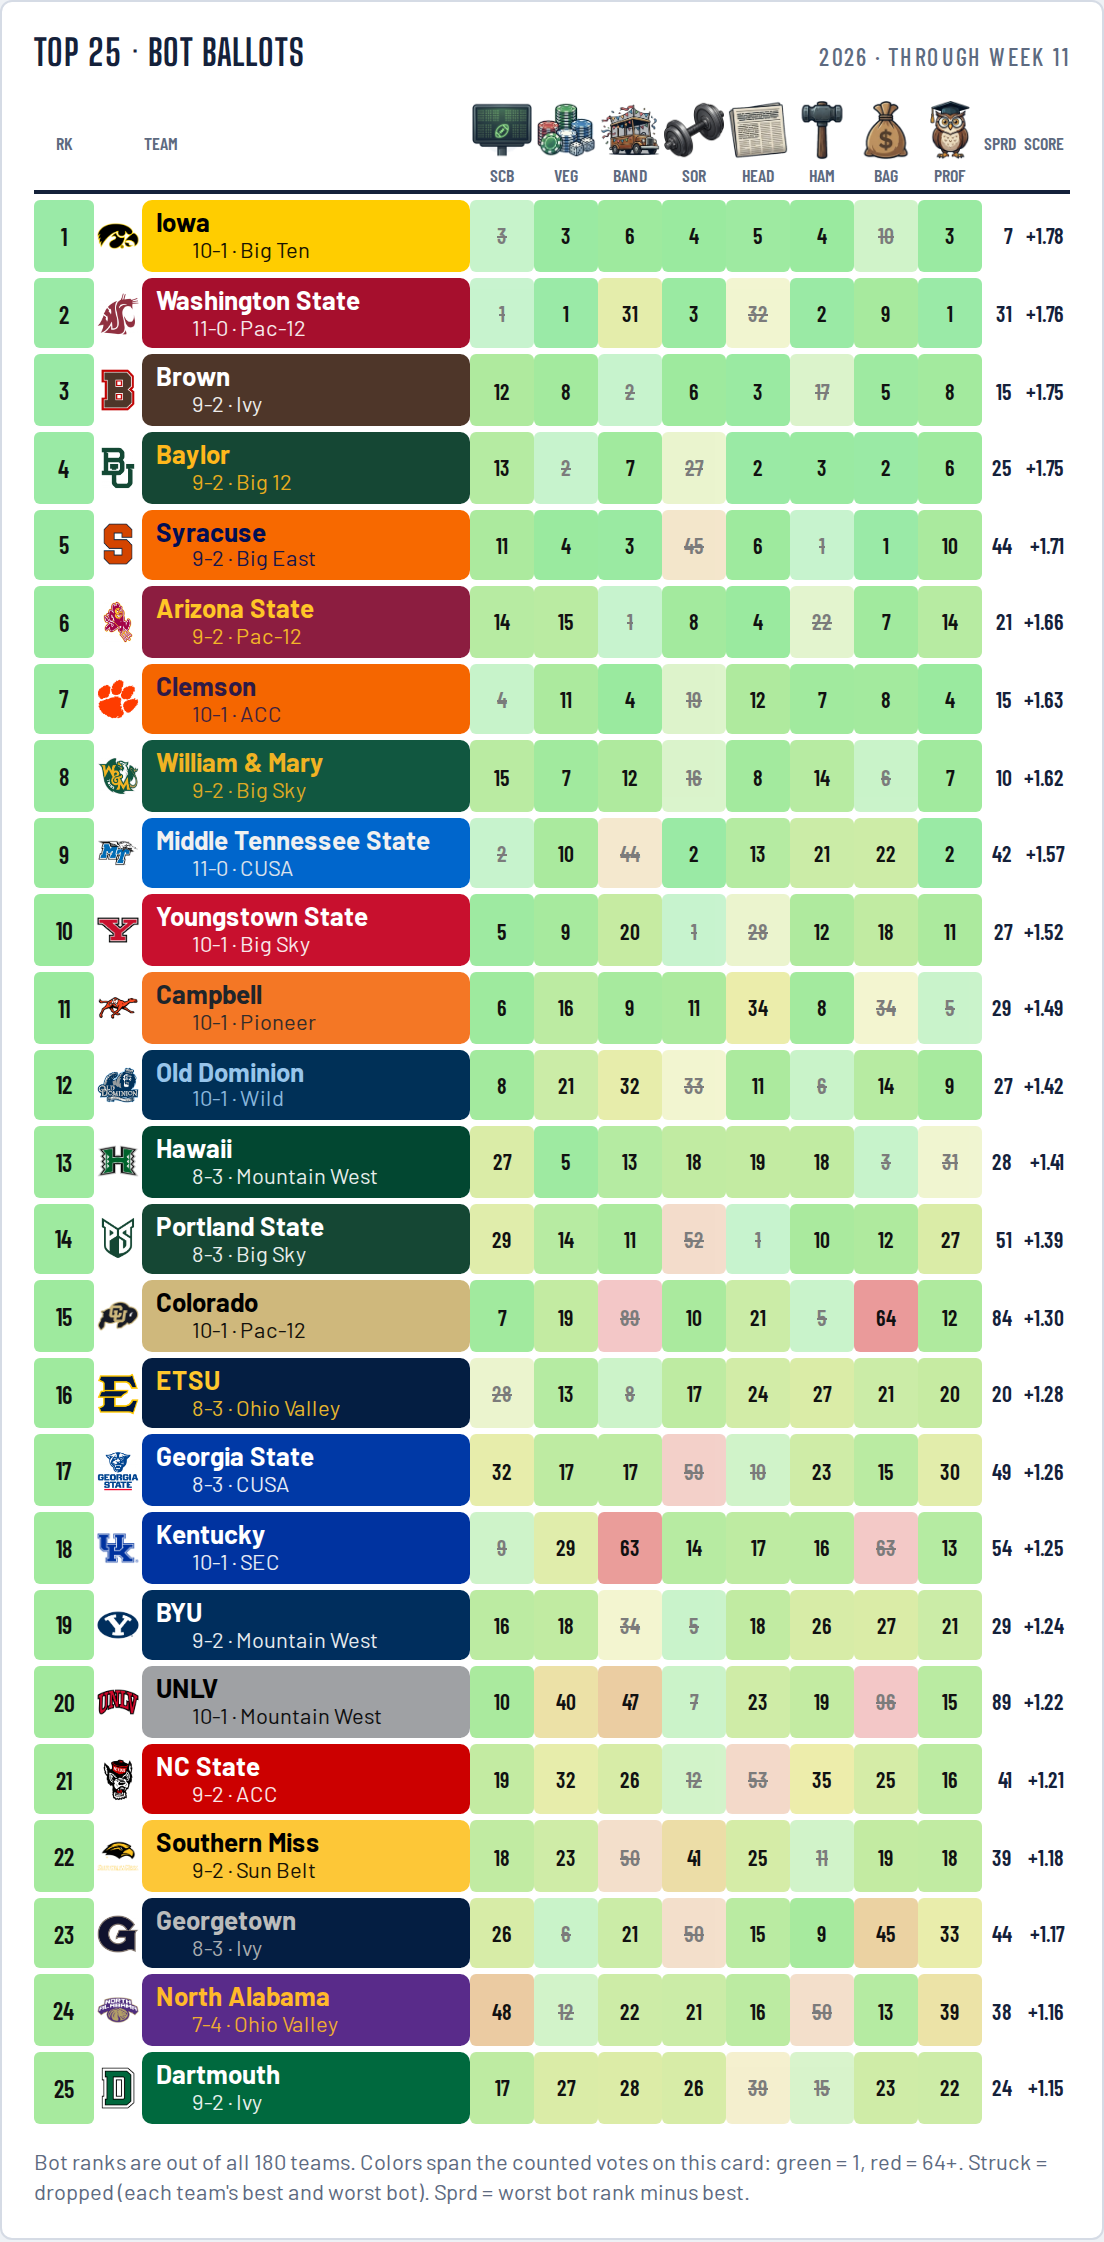 TOP 25 · BOT BALLOTS
2026 · THROUGH WEEK 11
RK TEAM SCB VEG BAND SOR HEAD HAM BAG PROF SPRD SCORE
1 Iowa 3 3 6 4 5 4 10 3 7 +1.78
10-1 · Big Ten
2 Washington State 1 1 31 3 32 2 9 1 31 +1.76
11-0 · Pac-12
3 Brown 12 8 2 6 3 17 5 8 15 +1.75
9-2 · Ivy
4 Baylor 13 2 7 27 2 3 2 6 25 +1.75
9-2 · Big 12
5 Syracuse 11 4 3 45 6 1 1 10 44 +1.71
9-2 · Big East
6 Arizona State 14 15 1 8 4 22 7 14 21 +1.66
9-2 · Pac-12
7 Clemson 4 11 4 19 12 7 8 4 15 +1.63
10-1 · ACC
8 William & Mary 15 7 12 16 8 14 6 7 10 +1.62
9-2 · Big Sky
9 Middle Tennessee State 2 10 44 2 13 21 22 2 42 +1.57
11-0 · CUSA
10 Youngstown State 5 9 20 1 28 12 18 11 27 +1.52
10-1 · Big Sky
11 Campbell 6 16 9 11 34 8 34 5 29 +1.49
10-1 · Pioneer
12 Old Dominion 8 21 32 33 11 6 14 9 27 +1.42
10-1 · Wild
13 Hawaii 27 5 13 18 19 18 3 31 28 +1.41
8-3 · Mountain West
14 Portland State 29 14 11 52 1 10 12 27 51 +1.39
8-3 · Big Sky
15 Colorado 7 19 89 10 21 5 64 12 84 +1.30
10-1 · Pac-12
16 ETSU 28 13 8 17 24 27 21 20 20 +1.28
8-3 · Ohio Valley
17 Georgia State 32 17 17 59 10 23 15 30 49 +1.26
8-3 · CUSA
18 Kentucky 9 29 63 14 17 16 63 13 54 +1.25
10-1 · SEC
19 BYU 16 18 34 5 18 26 27 21 29 +1.24
9-2 · Mountain West
20 UNLV 10 40 47 7 23 19 96 15 89 +1.22
10-1 · Mountain West
21 NC State 19 32 26 12 53 35 25 16 41 +1.21
9-2 · ACC
22 Southern Miss 18 23 50 41 25 11 19 18 39 +1.18
9-2 · Sun Belt
23 Georgetown 26 6 21 50 15 9 45 33 44 +1.17
8-3 · Ivy
24 North Alabama 48 12 22 21 16 50 13 39 38 +1.16
7-4 · Ohio Valley
25 Dartmouth 17 27 28 26 39 15 23 22 24 +1.15
9-2 · Ivy
Bot ranks are out of all 180 teams. Colors span the counted votes on this card: green = 1, red = 64+. Struck =
dropped (each team's best and worst bot). Sprd = worst bot rank minus best.